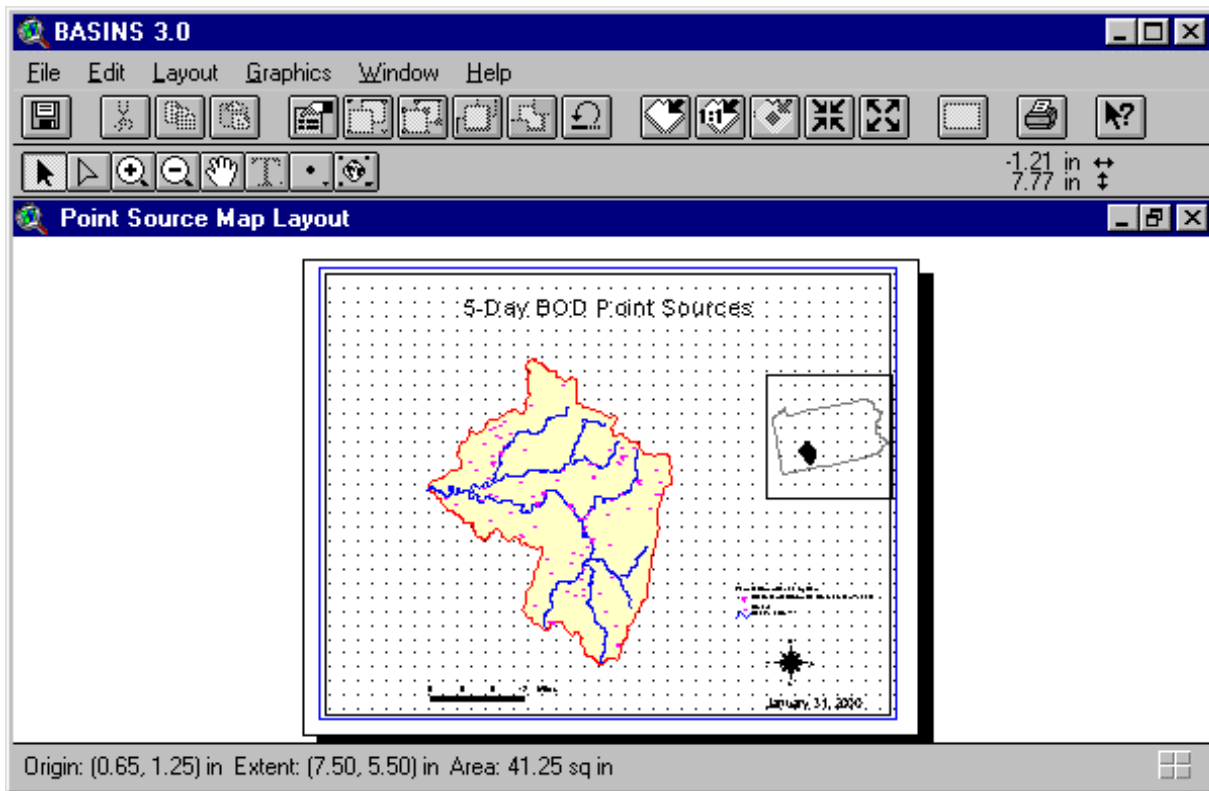 BASINS 3.0
File Edit Layout Graphics Window Help
1:1
?
T
-1.21 in
7.77 in
Point Source Map Layout
5-Day BOD Point Sources
January 31, 2000
Origin: (0.65, 1.25) in Extent: (7.50, 5.50) in Area: 41.25 sq in